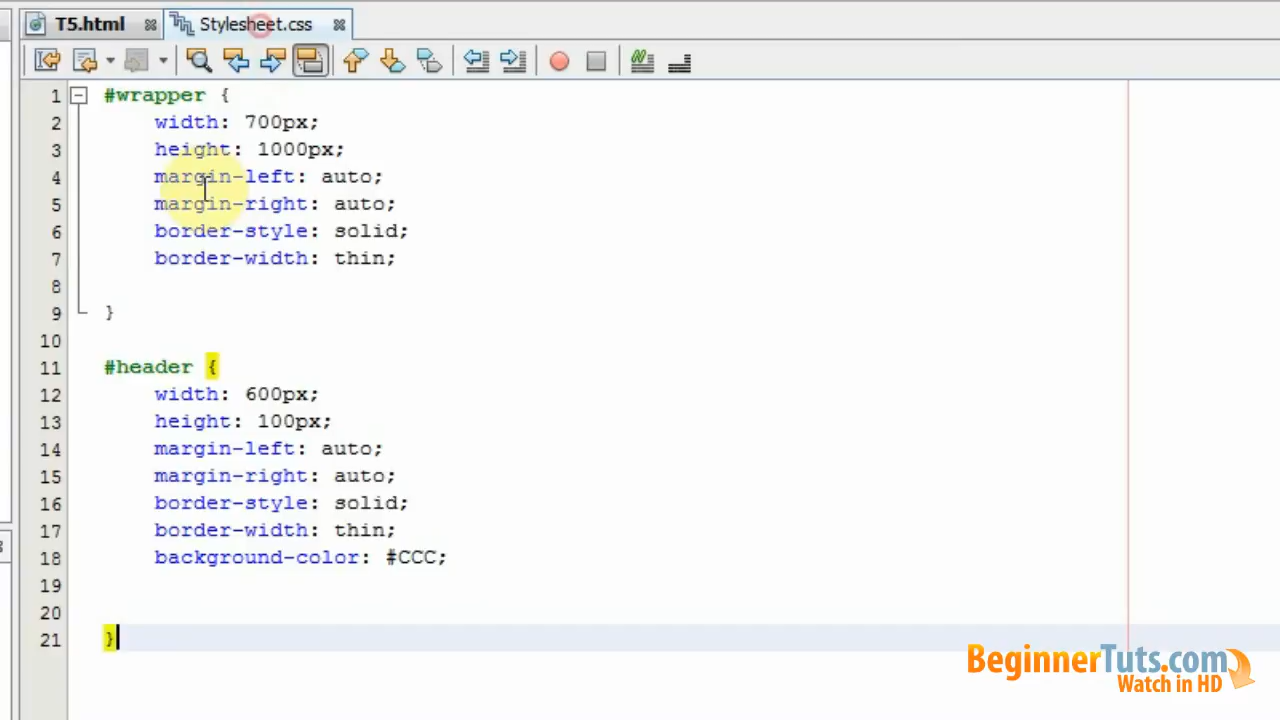 T5.html Stylesheet.css
1 #wrapper {
2 width: 700px;
3 height: 1000px;
4 margin-left: auto;
5 margin-right: auto;
6 border-style: solid;
7 border-width: thin;
8
9 }
10
11 #header {
12 width: 600px;
13 height: 100px;
14 margin-left: auto;
15 margin-right: auto;
16 border-style: solid;
17 border-width: thin;
18 background-color: #CCC;
19
20
21 }
BeginnerTuts.com
Watch in HD